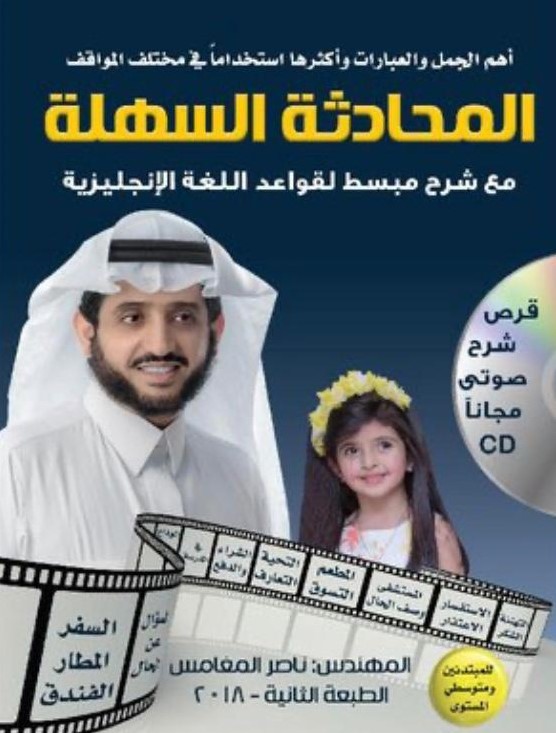 أهم الجمل والعبارات وأكثرها استخداماً في مختلف المواقف
المحادثة السهلة
مع شرح مبسط لقواعد اللغة الإنجليزية
قرص
شرح
صوتى
مجاناً
CD
التهنئة
الشكر
الاستفسار
الاعتذار
المستشفى
وصف الحال
المطعم
التسوق
التحية
التعارف
الشراء
والدفع
في
السؤال
عن
الحال
السفر
المطار
الفندق
المهندس: ناصر المغامس
الطبعة الثانية - ٢٠١٨
للمبتدئين
ومتوسطي
المستوى